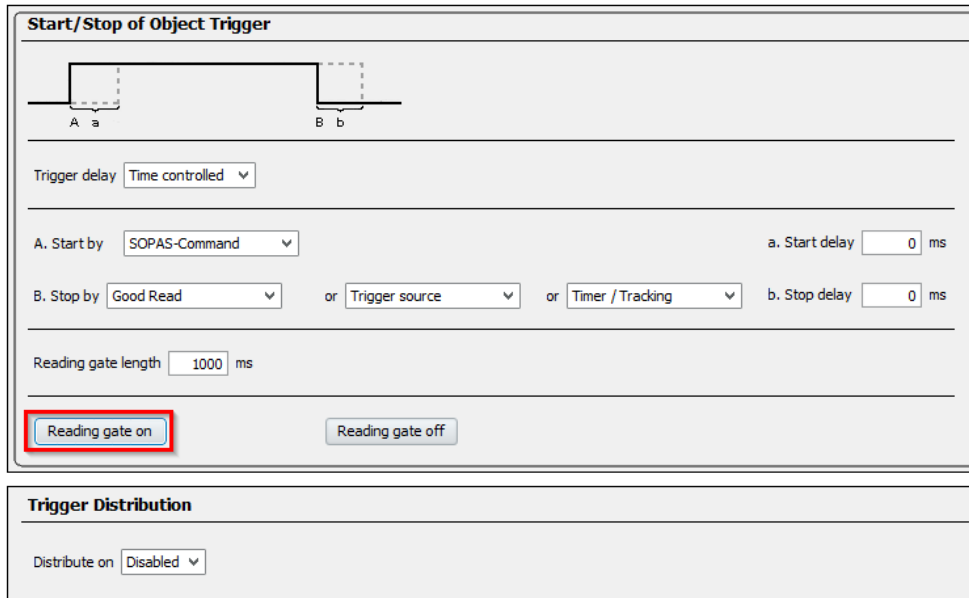 Start/Stop of Object Trigger
A a B b
Trigger delay Time controlled
A. Start by SOPAS-Command a. Start delay 0 ms
B. Stop by Good Read or Trigger source or Timer / Tracking b. Stop delay 0 ms
Reading gate length 1000 ms
Reading gate on Reading gate off
Trigger Distribution
Distribute on Disabled